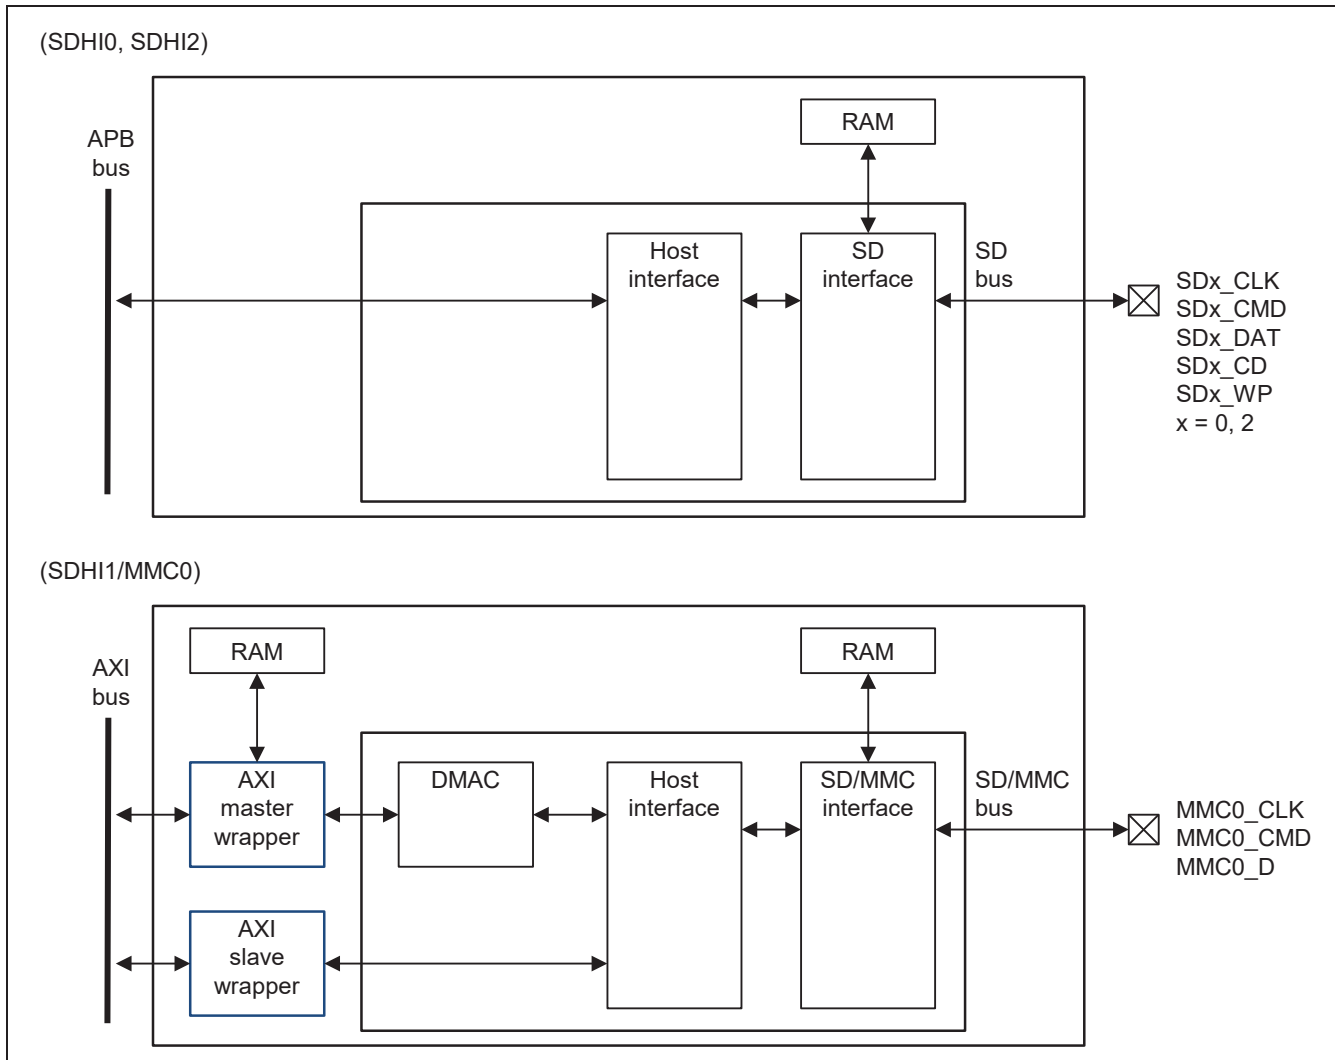 (SDHI0, SDHI2)
APB
bus
RAM
Host
interface
SD
interface
SD
bus
SDx_CLK
SDx_CMD
SDx_DAT
SDx_CD
SDx_WP
x = 0, 2
(SDHI1/MMC0)
AXI
bus
RAM
RAM
AXI
master
wrapper
DMAC
Host
interface
SD/MMC
interface
SD/MMC
bus
MMC0_CLK
MMC0_CMD
MMC0_D
AXI
slave
wrapper